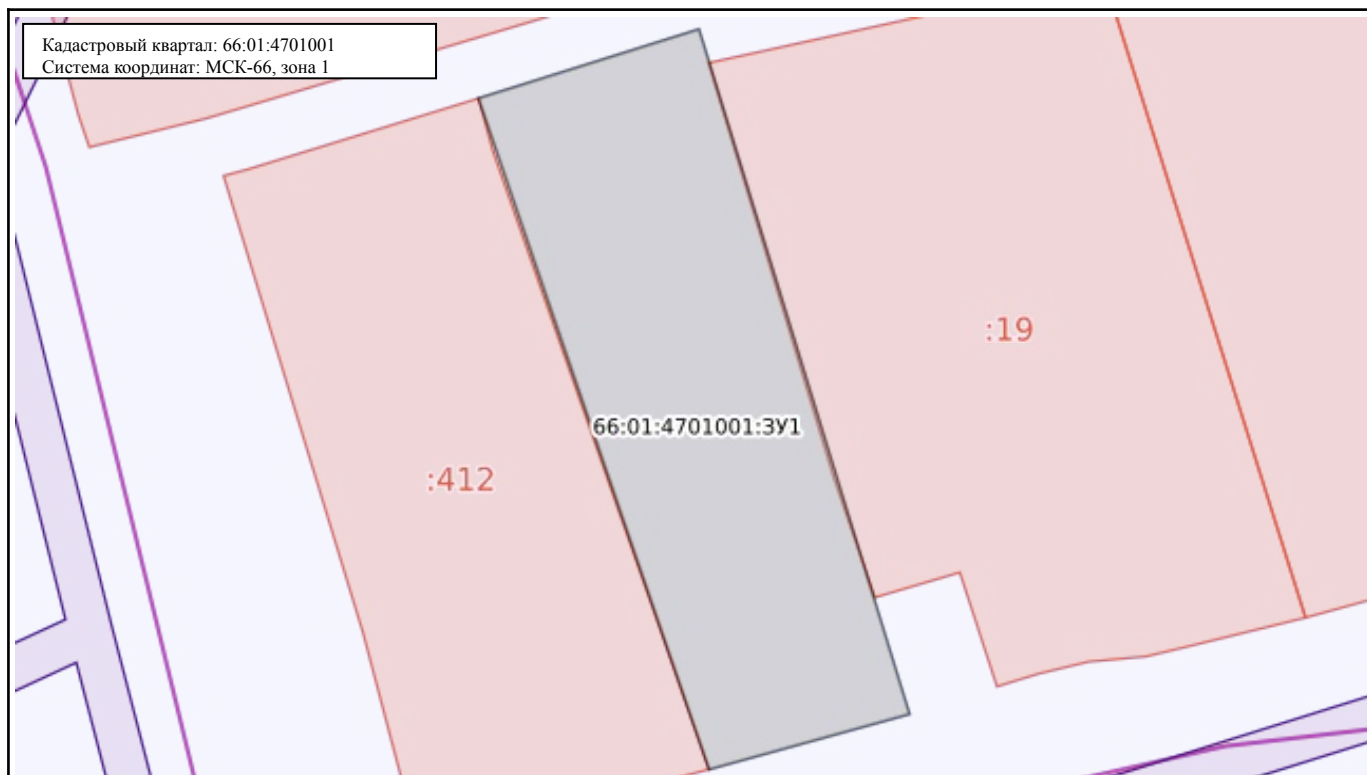 Кадастровый квартал: 66:01:4701001
Система координат: МСК-66, зона 1
:19
66:01:4701001:ЗУ1
:412